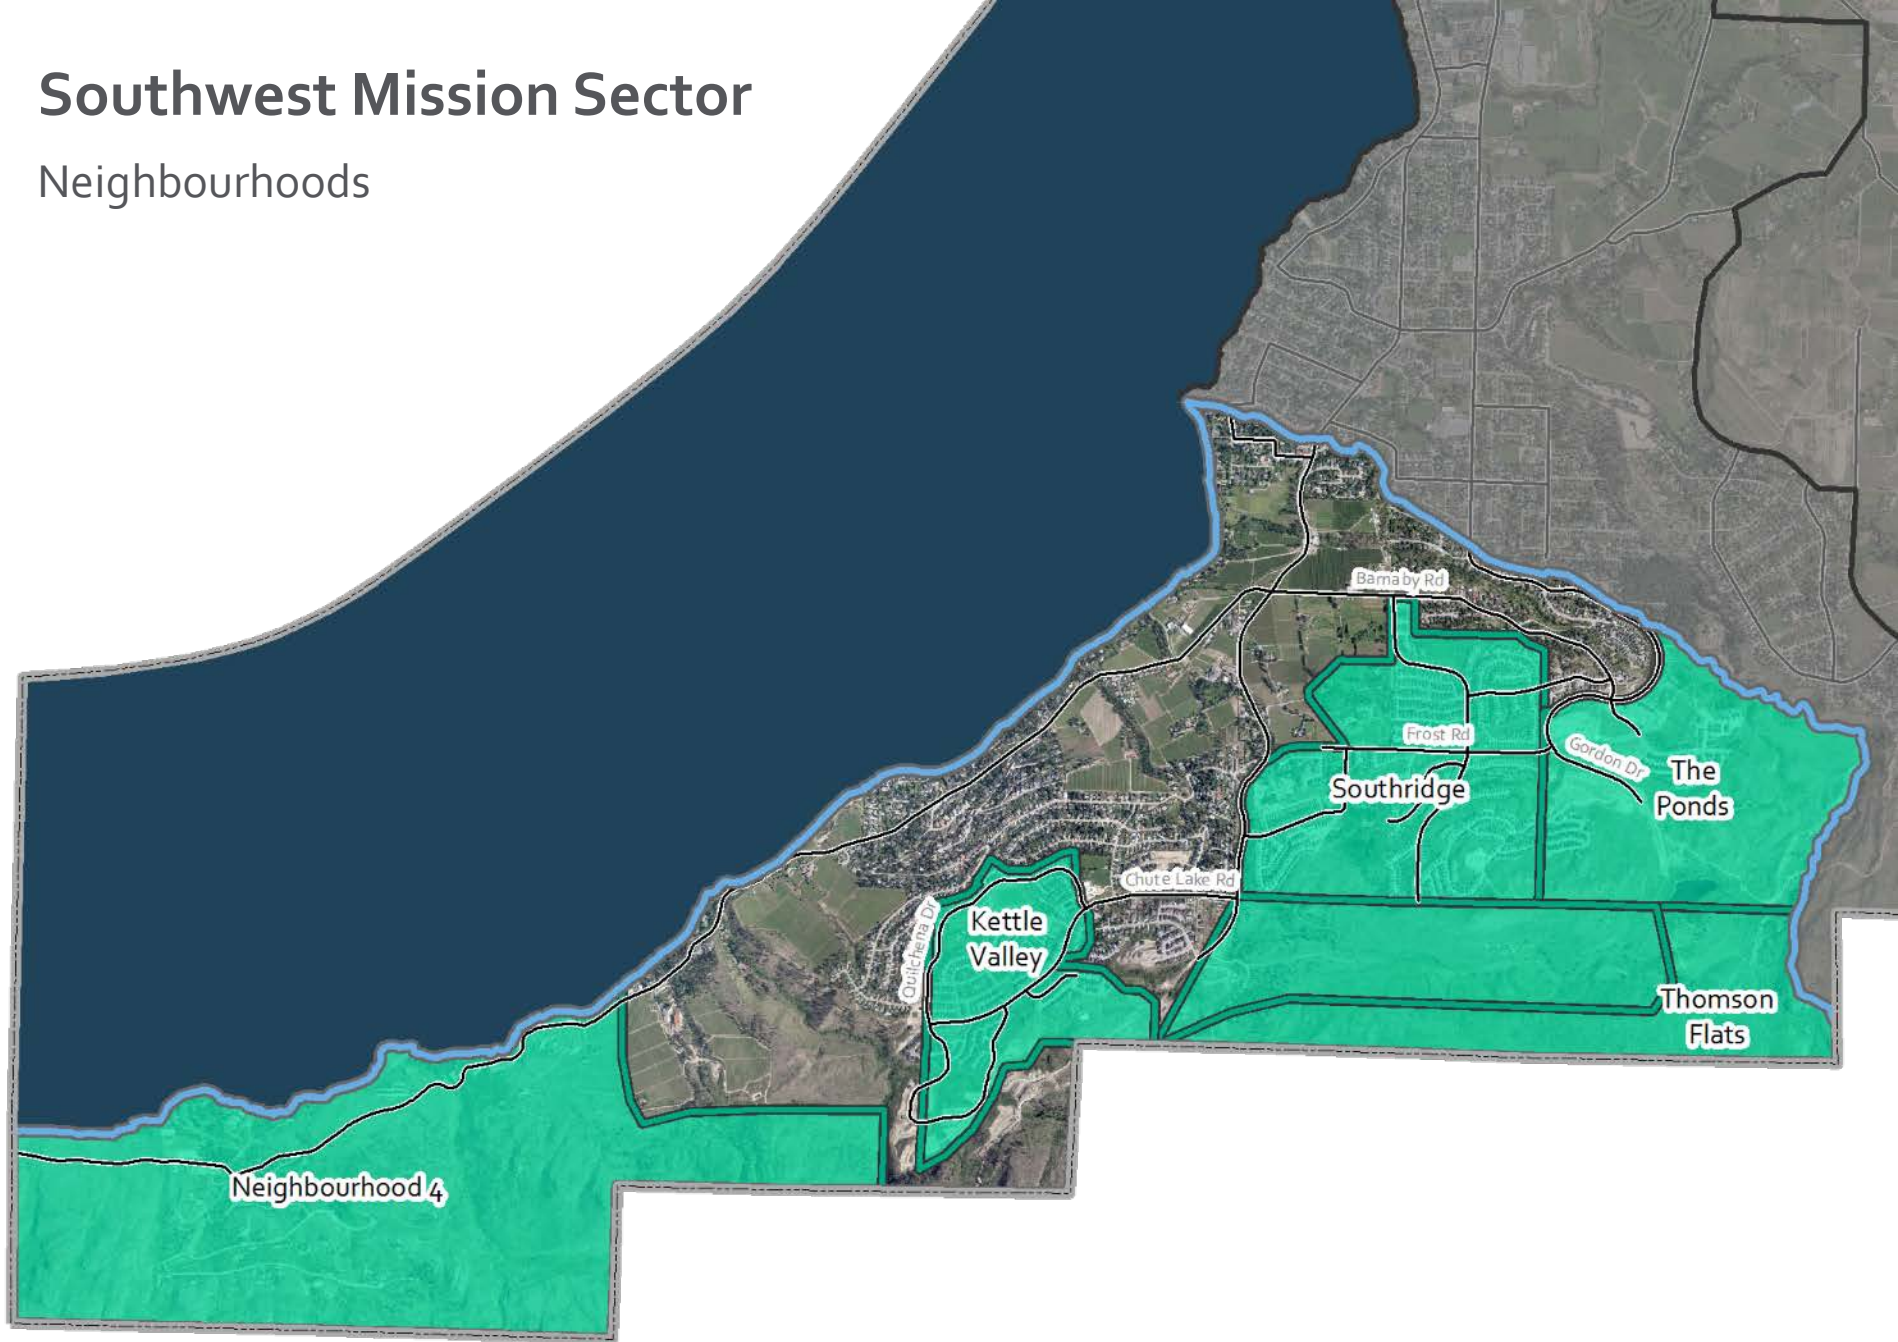 Southwest Mission Sector
Neighbourhoods
Barnaby Rd
Frost Rd
Gordon Dr
The
Ponds
Southridge
Chute Lake Rd
Quilchena Dr
Kettle
Valley
Thomson
Flats
Neighbourhood 4